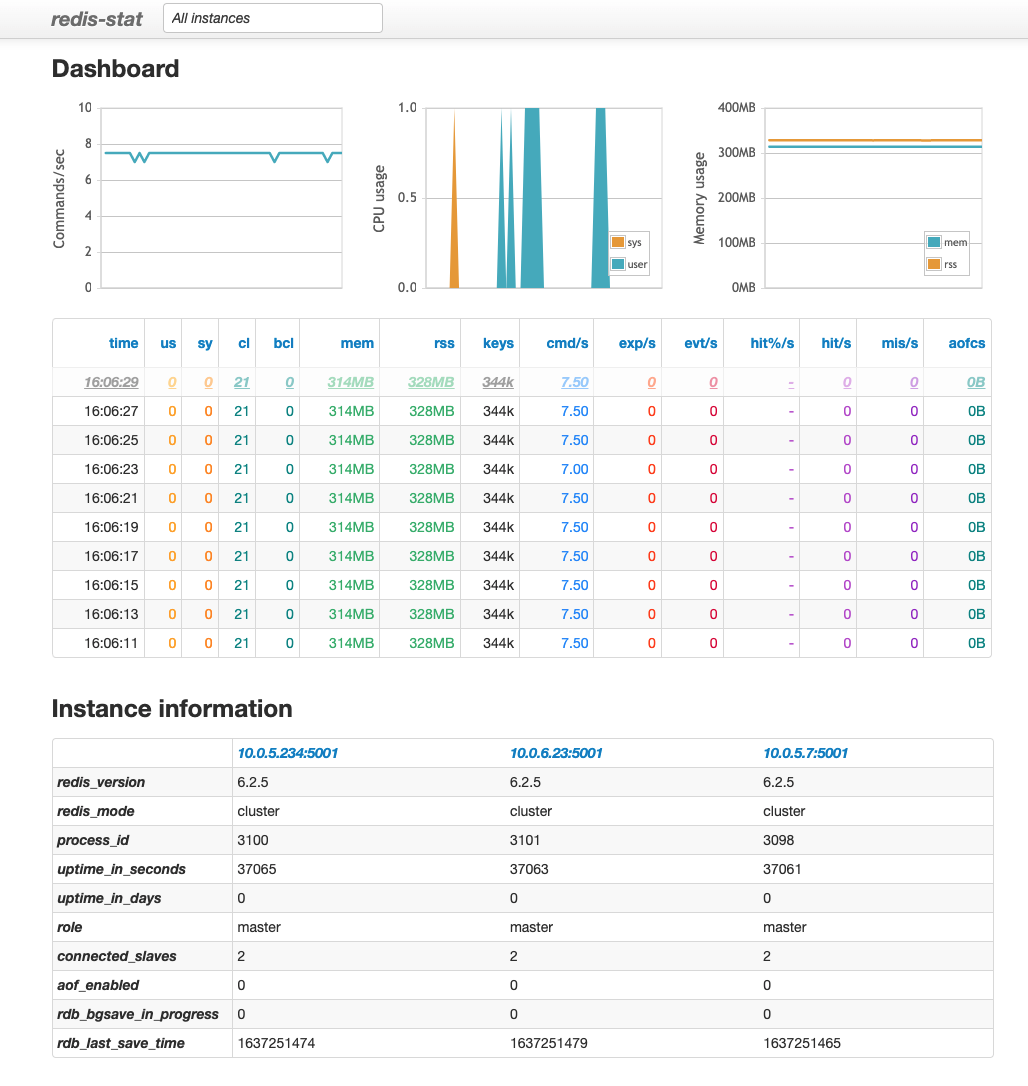 redis-stat All instances
Dashboard
Commands/sec
10
8
6
4
2
0
CPU usage
1.0
0.5
0.0
sys
user
Memory usage
400MB
300MB
200MB
100MB
0MB
mem
rss
time us sy cl bcl mem rss keys cmd/s exp/s evt/s hit%/s hit/s mis/s aofcs
16:06:29 0 0 21 0 314MB 328MB 344k 7.50 0 0 - 0 0 0B
16:06:27 0 0 21 0 314MB 328MB 344k 7.50 0 0 - 0 0 0B
16:06:25 0 0 21 0 314MB 328MB 344k 7.50 0 0 - 0 0 0B
16:06:23 0 0 21 0 314MB 328MB 344k 7.00 0 0 - 0 0 0B
16:06:21 0 0 21 0 314MB 328MB 344k 7.50 0 0 - 0 0 0B
16:06:19 0 0 21 0 314MB 328MB 344k 7.50 0 0 - 0 0 0B
16:06:17 0 0 21 0 314MB 328MB 344k 7.50 0 0 - 0 0 0B
16:06:15 0 0 21 0 314MB 328MB 344k 7.50 0 0 - 0 0 0B
16:06:13 0 0 21 0 314MB 328MB 344k 7.50 0 0 - 0 0 0B
16:06:11 0 0 21 0 314MB 328MB 344k 7.50 0 0 - 0 0 0B
Instance information
10.0.5.234:5001 10.0.6.23:5001 10.0.5.7:5001
redis_version 6.2.5 6.2.5 6.2.5
redis_mode cluster cluster cluster
process_id 3100 3101 3098
uptime_in_seconds 37065 37063 37061
uptime_in_days 0 0 0
role master master master
connected_slaves 2 2 2
aof_enabled 0 0 0
rdb_bgsave_in_progress 0 0 0
rdb_last_save_time 1637251474 1637251479 1637251465